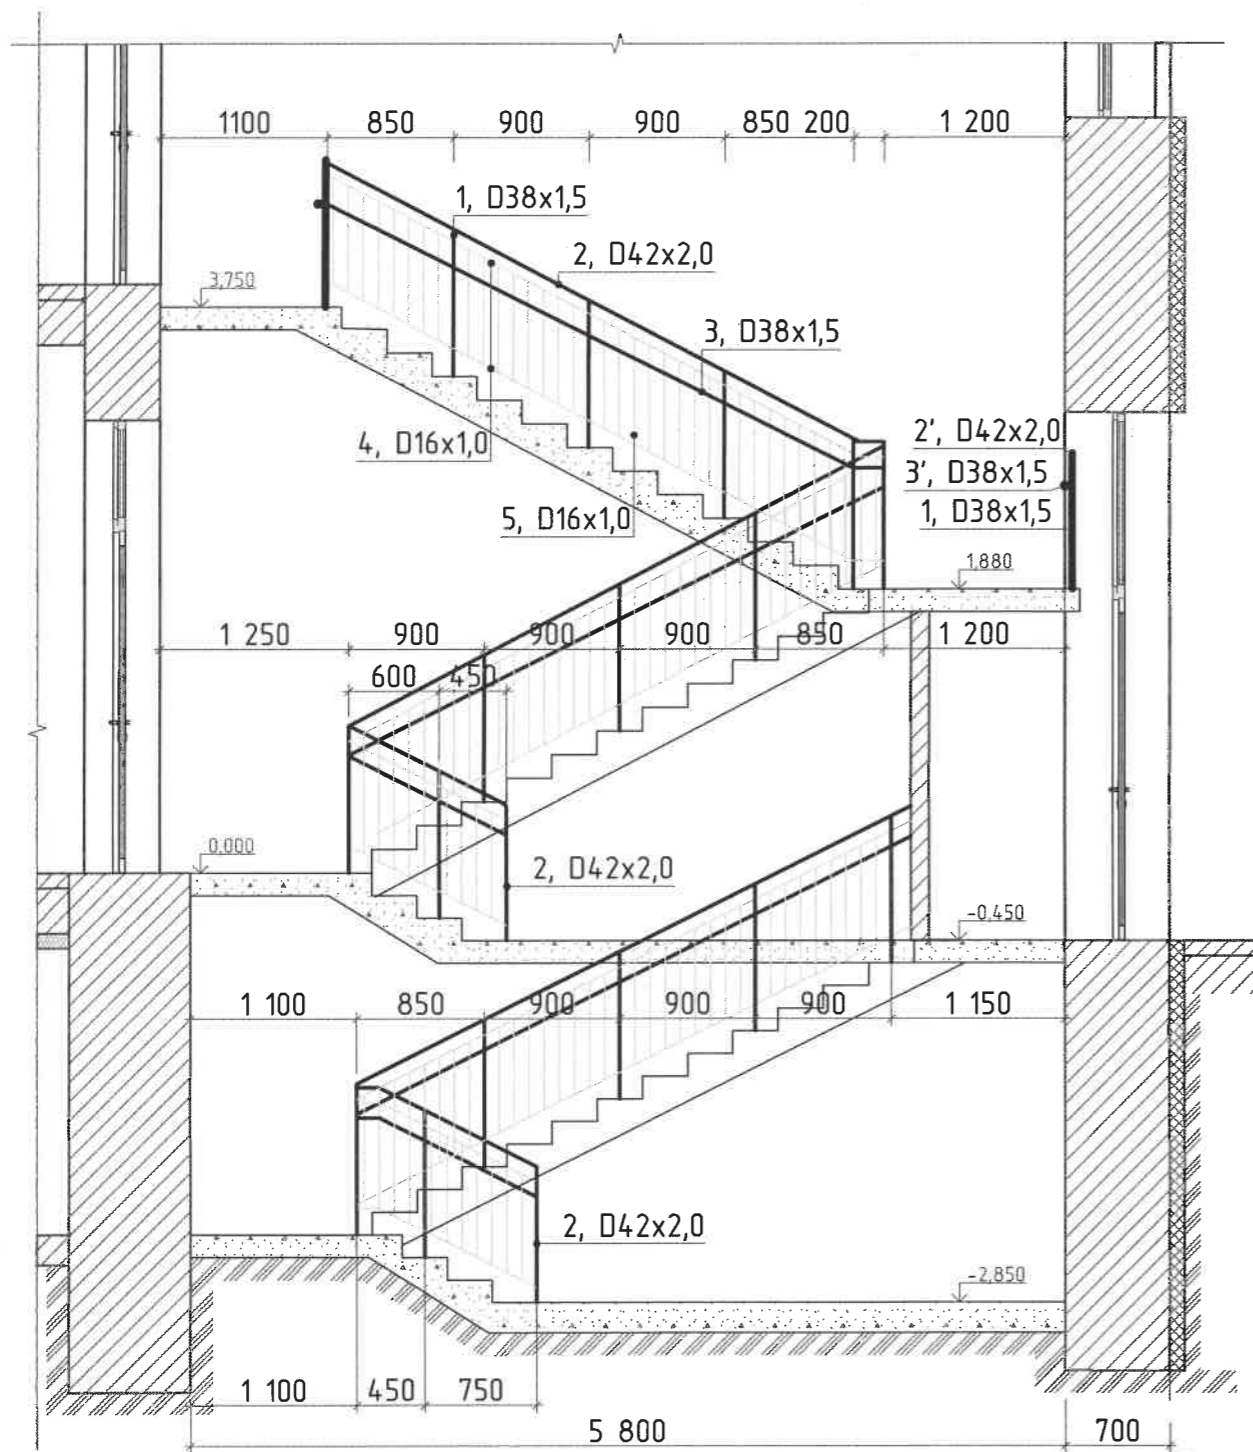 1100 850 900 900 850 200 1 200
1, D38x1,5
2, D42x2,0
3,750
3, D38x1,5
2', D42x2,0
4, D16x1,0
3', D38x1,5
5, D16x1,0
1, D38x1,5
1,880
1 250 900 900 900 850 1 200
600 450
0,000
2, D42x2,0
-0,450
1 100 850 900 900 900 1 150
2, D42x2,0
-2,850
1 100 450 750
5 800 700